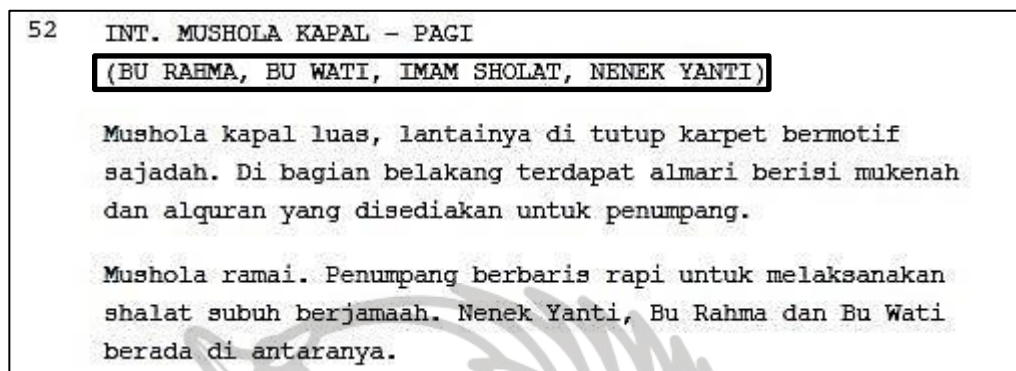 52 INT. MUSHOLA KAPAL – PAGI
(BU RAHMA, BU WATI, IMAM SHOLAT, NENEK YANTI)
Mushola kapal luas, lantainya di tutup karpet bermotif
sajadah. Di bagian belakang terdapat almari berisi mukenah
dan alquran yang disediakan untuk penumpang.
Mushola ramai. Penumpang berbaris rapi untuk melaksanakan
shalat subuh berjamaah. Nenek Yanti, Bu Rahma dan Bu Wati
berada di antaranya.